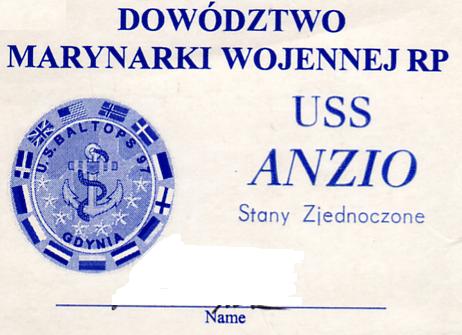 DOWÓDZTWO
MARYNARKI WOJENNEJ RP
USS
ANZIO
Stany Zjednoczone
U.S. BALTOPS 97
GDYNIA
Name